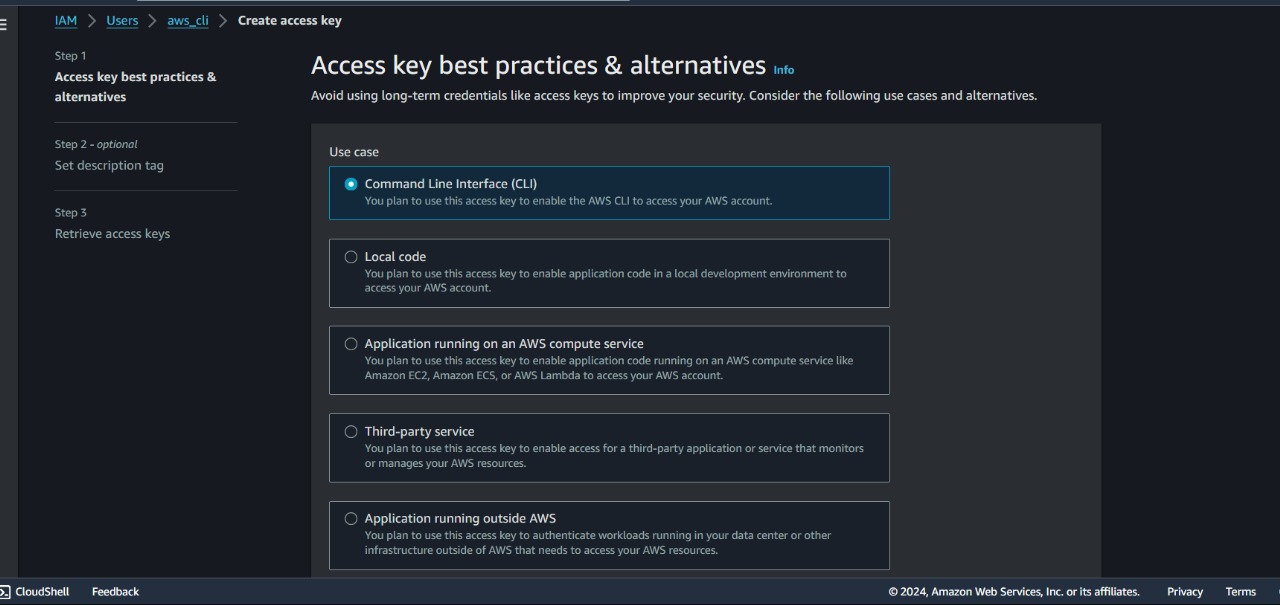 IAM > Users > aws_cli > Create access key
Step 1
Access key best practices &
alternatives
Step 2 - optional
Set description tag
Step 3
Retrieve access keys
Access key best practices & alternatives Info
Avoid using long-term credentials like access keys to improve your security. Consider the following use cases and alternatives.
Use case
Command Line Interface (CLI)
You plan to use this access key to enable the AWS CLI to access your AWS account.
Local code
You plan to use this access key to enable application code in a local development environment to
access your AWS account.
Application running on an AWS compute service
You plan to use this access key to enable application code running on an AWS compute service like
Amazon EC2, Amazon ECS, or AWS Lambda to access your AWS account.
Third-party service
You plan to use this access key to enable access for a third-party application or service that monitors
or manages your AWS resources.
Application running outside AWS
You plan to use this access key to authenticate workloads running in your data center or other
infrastructure outside of AWS that needs to access your AWS resources.
CloudShell Feedback © 2024, Amazon Web Services, Inc. or its affiliates. Privacy Terms